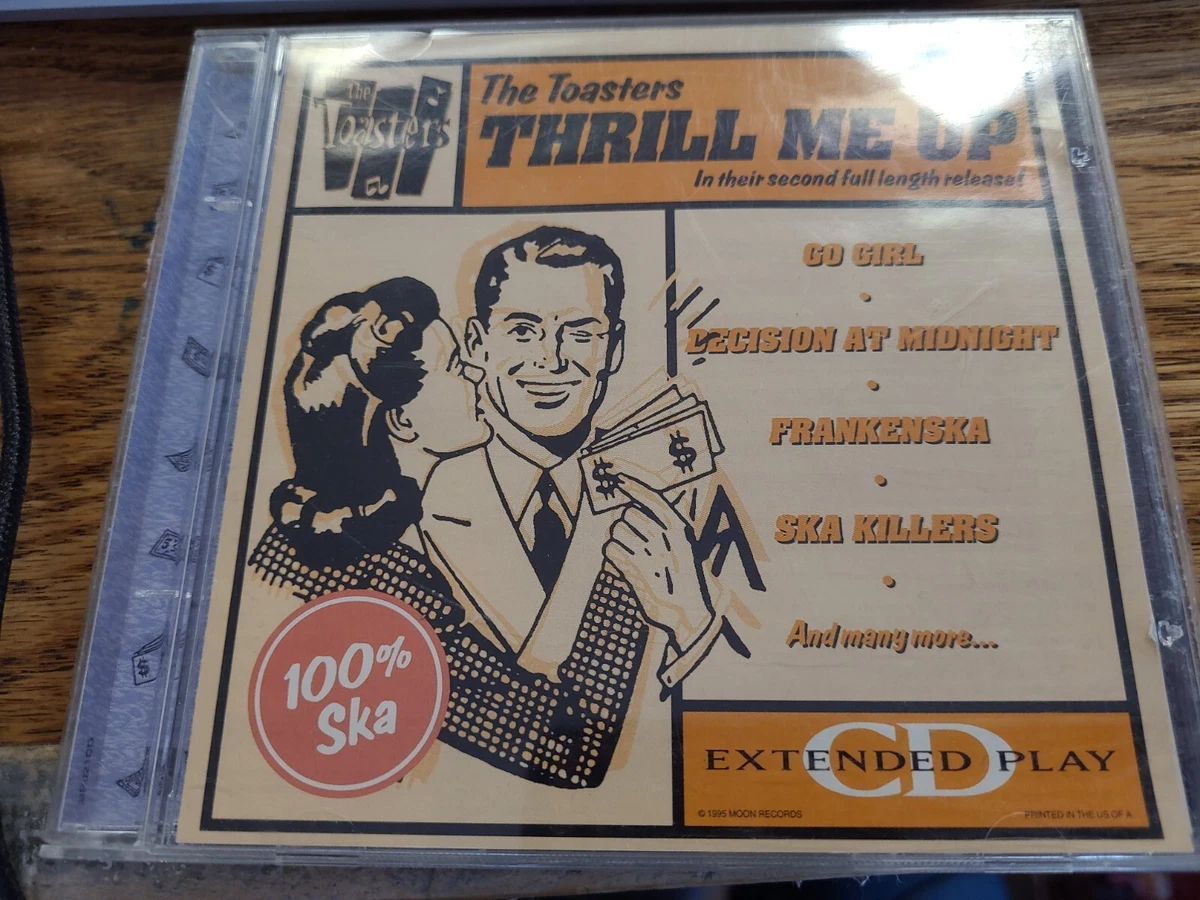 the
Toasters
The Toasters
THRILL ME UP
In their second full length release!
GO GIRL
•
DECISION AT MIDNIGHT
•
FRANKENSKA
•
SKA KILLERS
•
And many more...
$ $
100%
Ska
CD
EXTENDED PLAY
© 1995 MOON RECORDS
PRINTED IN THE US OF A